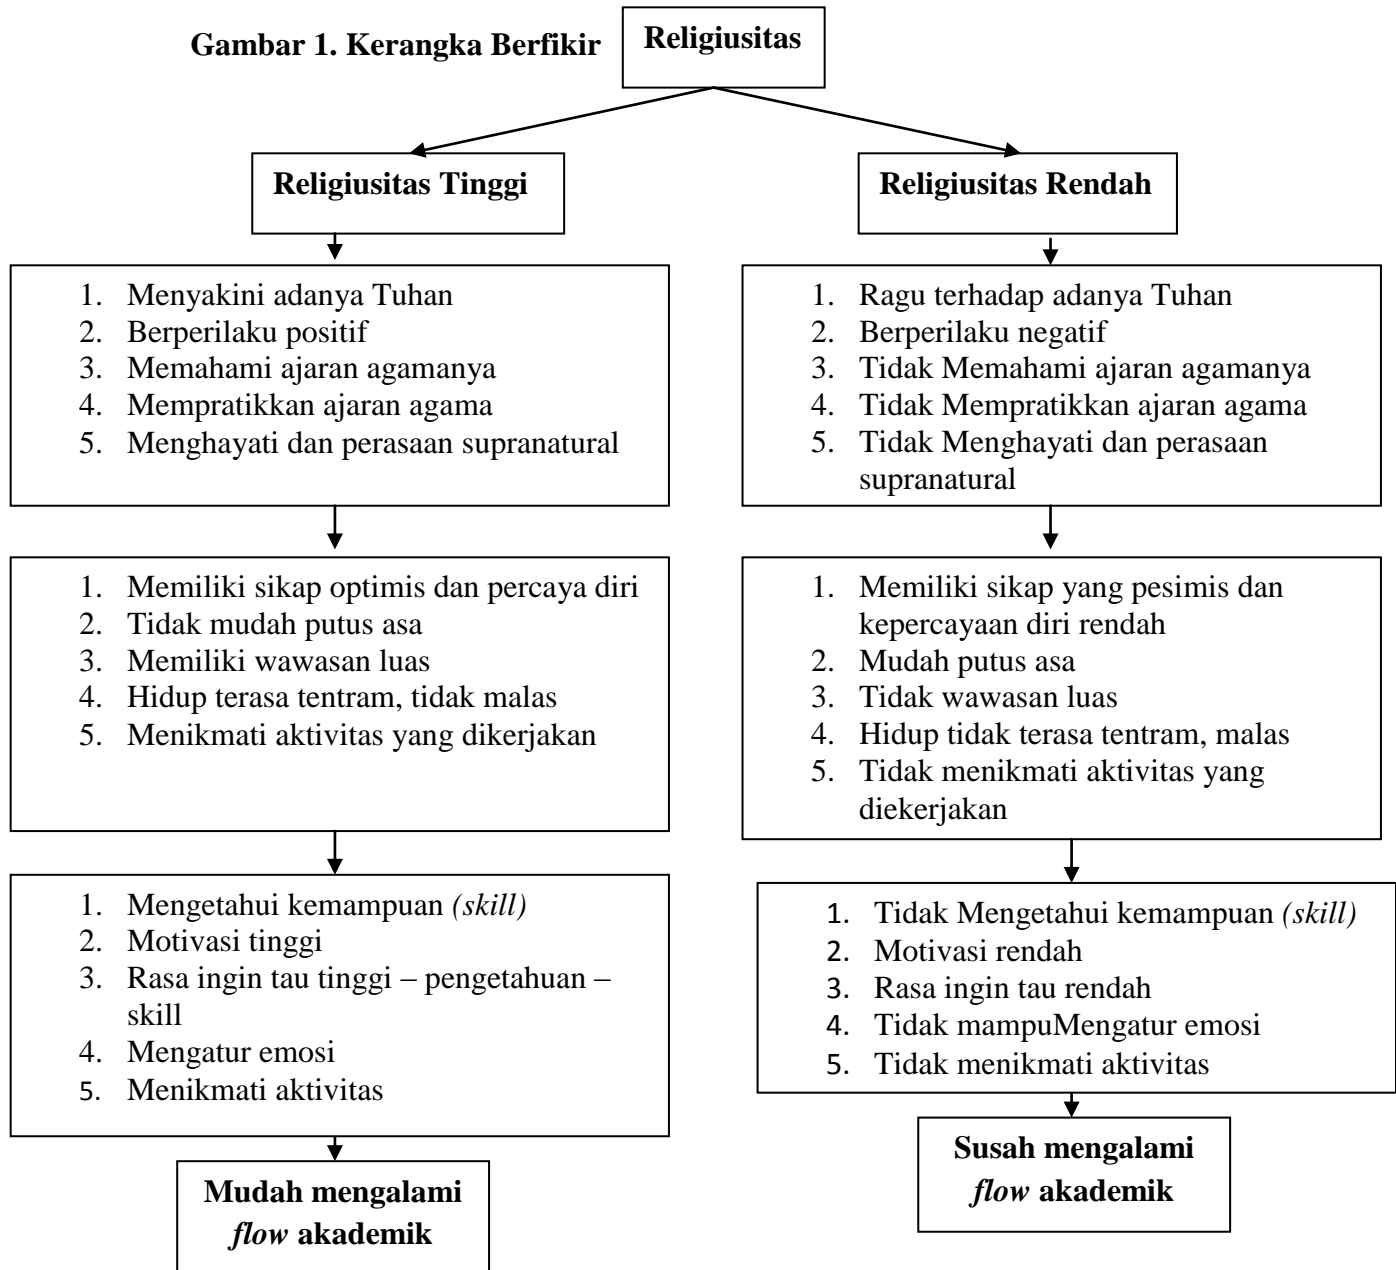 Gambar 1. Kerangka Berfikir
Religiusitas
Religiusitas Tinggi
1. Menyakini adanya Tuhan
2. Berperilaku positif
3. Memahami ajaran agamanya
4. Mempratikkan ajaran agama
5. Menghayati dan perasaan supranatural
1. Memiliki sikap optimis dan percaya diri
2. Tidak mudah putus asa
3. Memiliki wawasan luas
4. Hidup terasa tentram, tidak malas
5. Menikmati aktivitas yang dikerjakan
1. Mengetahui kemampuan (skill)
2. Motivasi tinggi
3. Rasa ingin tau tinggi – pengetahuan –
skill
4. Mengatur emosi
5. Menikmati aktivitas
Mudah mengalami
flow akademik
Religiusitas Rendah
1. Ragu terhadap adanya Tuhan
2. Berperilaku negatif
3. Tidak Memahami ajaran agamanya
4. Tidak Mempratikkan ajaran agama
5. Tidak Menghayati dan perasaan
supranatural
1. Memiliki sikap yang pesimis dan
kepercayaan diri rendah
2. Mudah putus asa
3. Tidak wawasan luas
4. Hidup tidak terasa tentram, malas
5. Tidak menikmati aktivitas yang
diekerjakan
1. Tidak Mengetahui kemampuan (skill)
2. Motivasi rendah
3. Rasa ingin tau rendah
4. Tidak mampuMengatur emosi
5. Tidak menikmati aktivitas
Susah mengalami
flow akademik